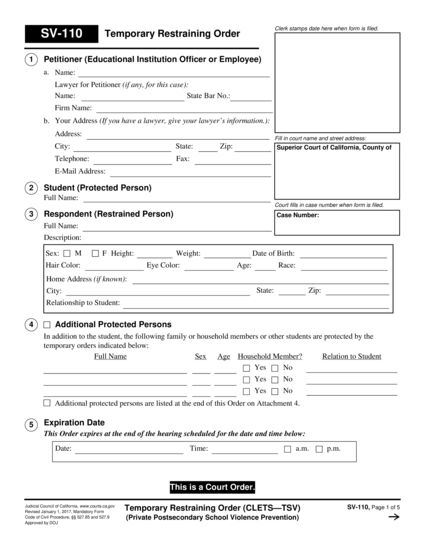 SV-110 Temporary Restraining Order
Clerk stamps date here when form is filed.
1 Petitioner (Educational Institution Officer or Employee)
a. Name:
Lawyer for Petitioner (if any, for this case):
Name: State Bar No.:
Firm Name:
b. Your Address (If you have a lawyer, give your lawyer's information.):
Address:
City: State: Zip:
Telephone: Fax:
E-Mail Address:
Fill in court name and street address:
Superior Court of California, County of
2 Student (Protected Person)
Full Name:
Court fills in case number when form is filed.
Case Number:
3 Respondent (Restrained Person)
Full Name:
Description:
Sex: M F Height: Weight: Date of Birth:
Hair Color: Eye Color: Age: Race:
Home Address (if known):
City: State: Zip:
Relationship to Student:
4 Additional Protected Persons
In addition to the student, the following family or household members or other students are protected by the
temporary orders indicated below:
Full Name Sex Age Household Member? Relation to Student
Yes No
Yes No
Yes No
Additional protected persons are listed at the end of this Order on Attachment 4.
5 Expiration Date
This Order expires at the end of the hearing scheduled for the date and time below:
Date: Time: a.m. p.m.
This is a Court Order.
Judicial Council of California, www.courts.ca.gov
Revised January 1, 2017, Mandatory Form
Code of Civil Procedure, §§ 527.85 and 527.9
Approved by DOJ
Temporary Restraining Order (CLETS—TSV)
(Private Postsecondary School Violence Prevention)
SV-110, Page 1 of 5